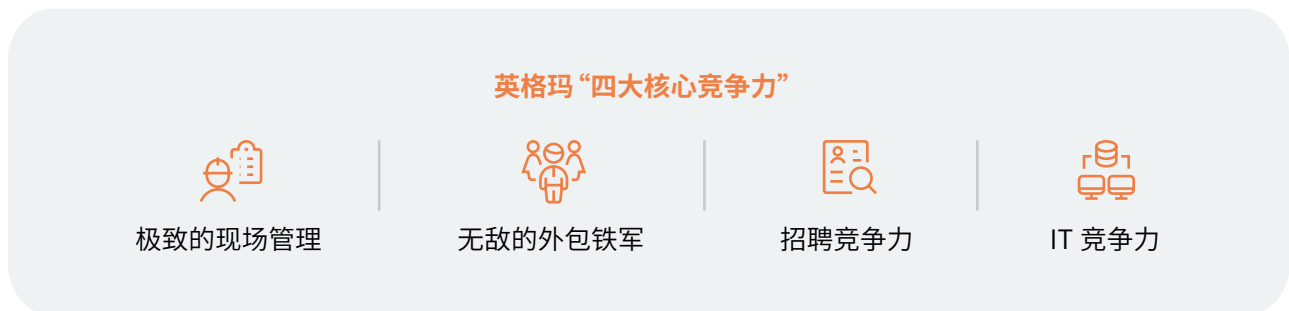 英格玛“四大核心竞争力”
极致的现场管理
无敌的外包铁军
招聘竞争力
IT 竞争力